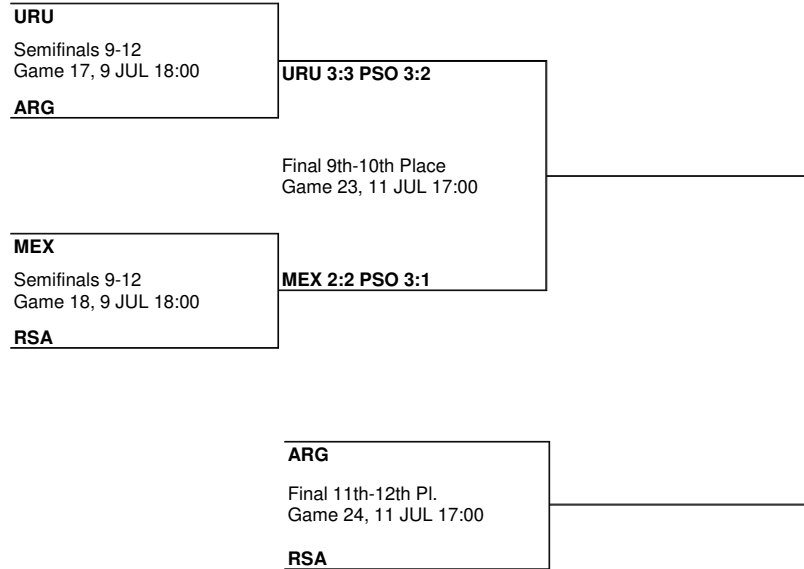 URU
Semifinals 9-12
Game 17, 9 JUL 18:00
ARG
URU 3:3 PSO 3:2
Final 9th-10th Place
Game 23, 11 JUL 17:00
MEX
Semifinals 9-12
Game 18, 9 JUL 18:00
RSA
MEX 2:2 PSO 3:1
ARG
Final 11th-12th Pl.
Game 24, 11 JUL 17:00
RSA